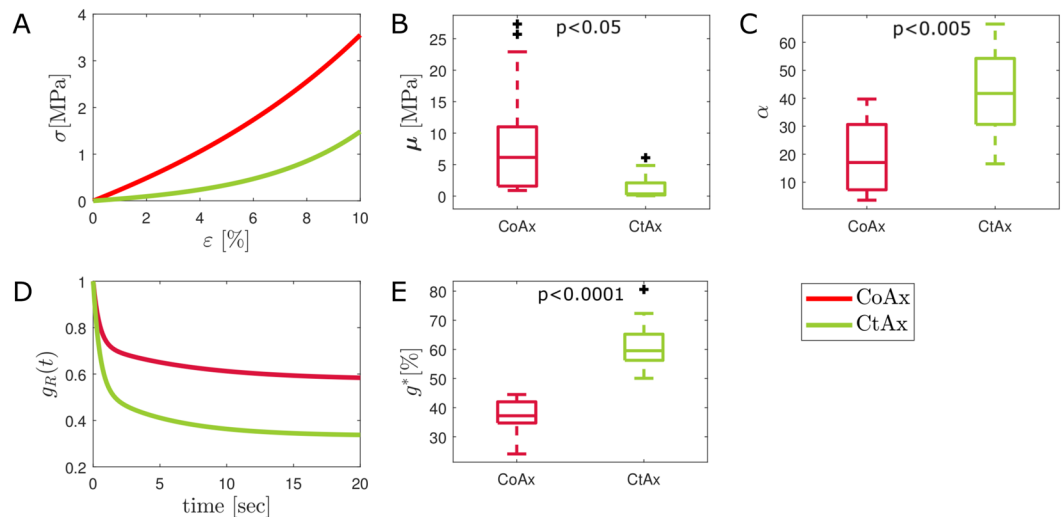 A
σ[MPa]
4
3
2
1
0
0
2
4
6
8
10
ε [%]
B
p<0.05
μ [MPa]
25
20
15
10
5
0
CoAx
CtAx
C
p<0.005
α
60
50
40
30
20
10
CoAx
CtAx
D
g_R(t)
1
0.8
0.6
0.4
0.2
0
5
10
15
20
time [sec]
E
p<0.0001
g*[%]
80
70
60
50
40
30
CoAx
CtAx
CoAx
CtAx